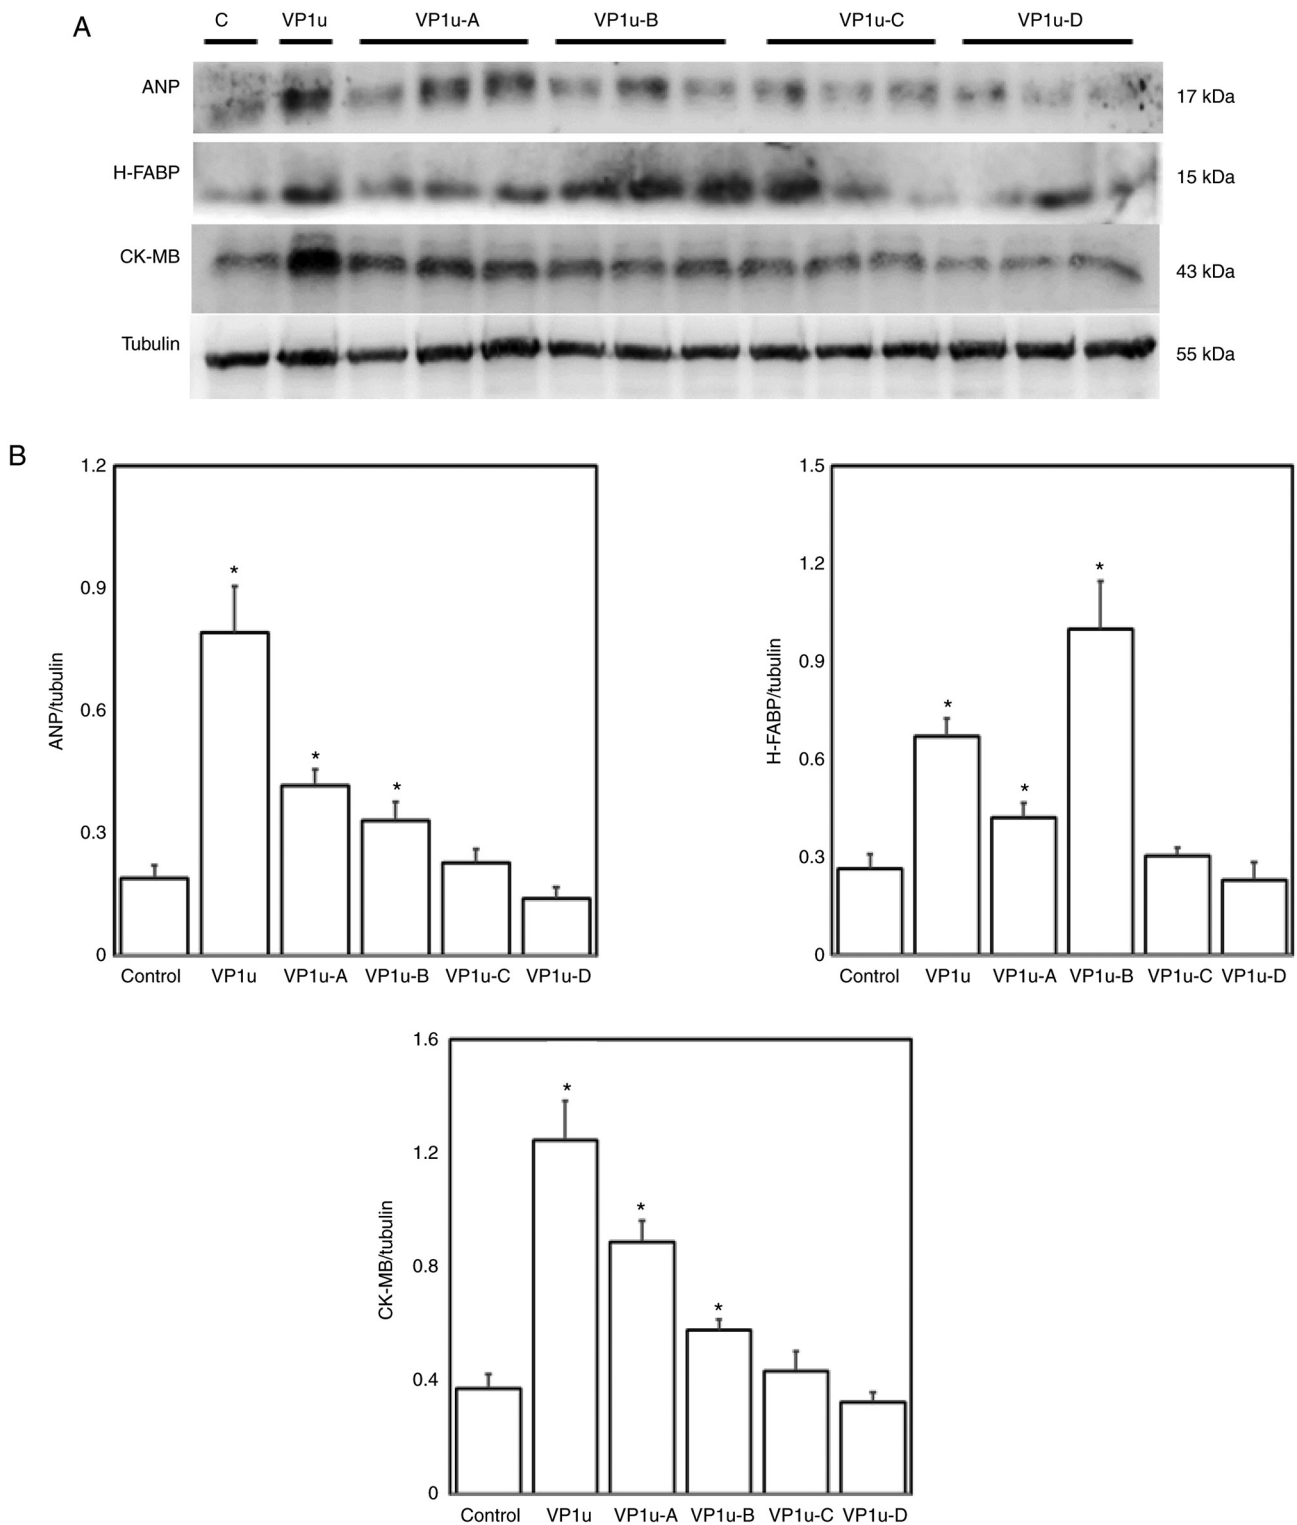 A
C VP1u VP1u-A VP1u-B VP1u-C VP1u-D
ANP 17 kDa
H-FABP 15 kDa
CK-MB 43 kDa
Tubulin 55 kDa
B
1.2
0.9
0.6
0.3
0
ANP/tubulin
* * *
Control VP1u VP1u-A VP1u-B VP1u-C VP1u-D
1.5
1.2
0.9
0.6
0.3
0
H-FABP/tubulin
* * *
Control VP1u VP1u-A VP1u-B VP1u-C VP1u-D
1.6
1.2
0.8
0.4
0
CK-MB/tubulin
* * *
Control VP1u VP1u-A VP1u-B VP1u-C VP1u-D